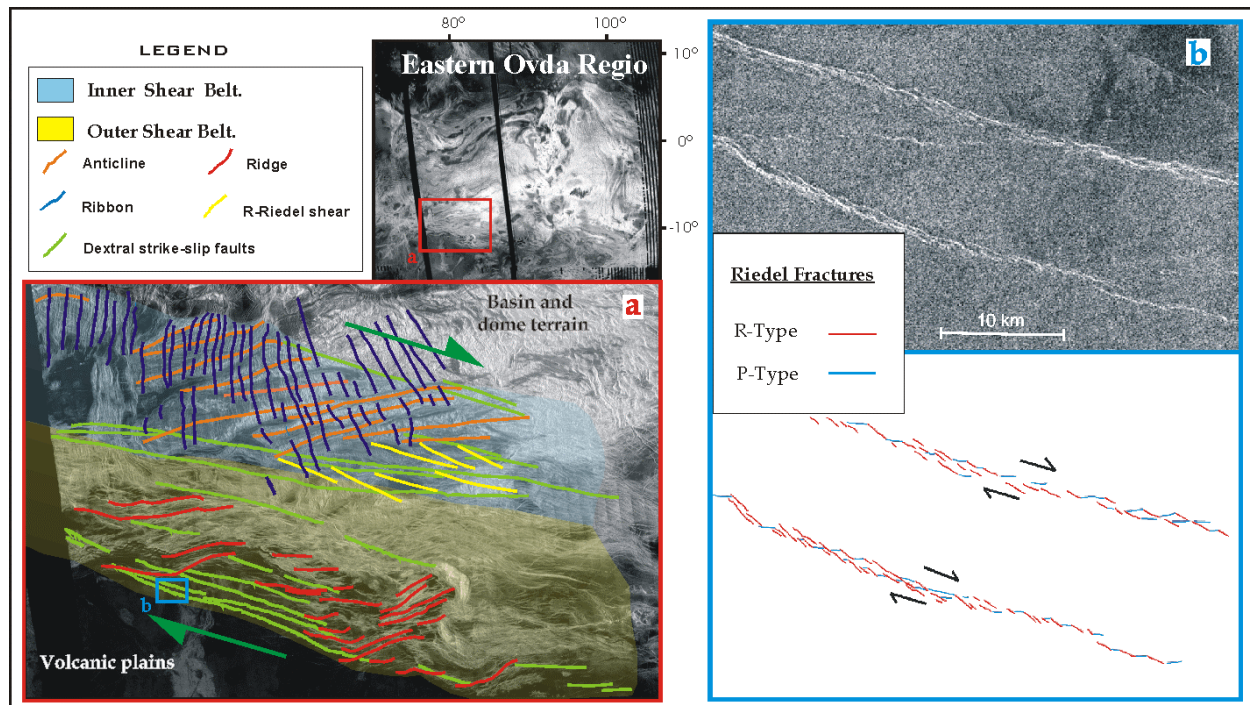 LEGEND
Inner Shear Belt.
Outer Shear Belt.
Anticline
Ridge
Ribbon
R-Riedel shear
Dextral strike-slip faults
80°
100°
Eastern Ovda Regio
10°
0°
-10°
a
a
Basin and
dome terrain
b
Volcanic plains
b
10 km
Riedel Fractures
R-Type
P-Type